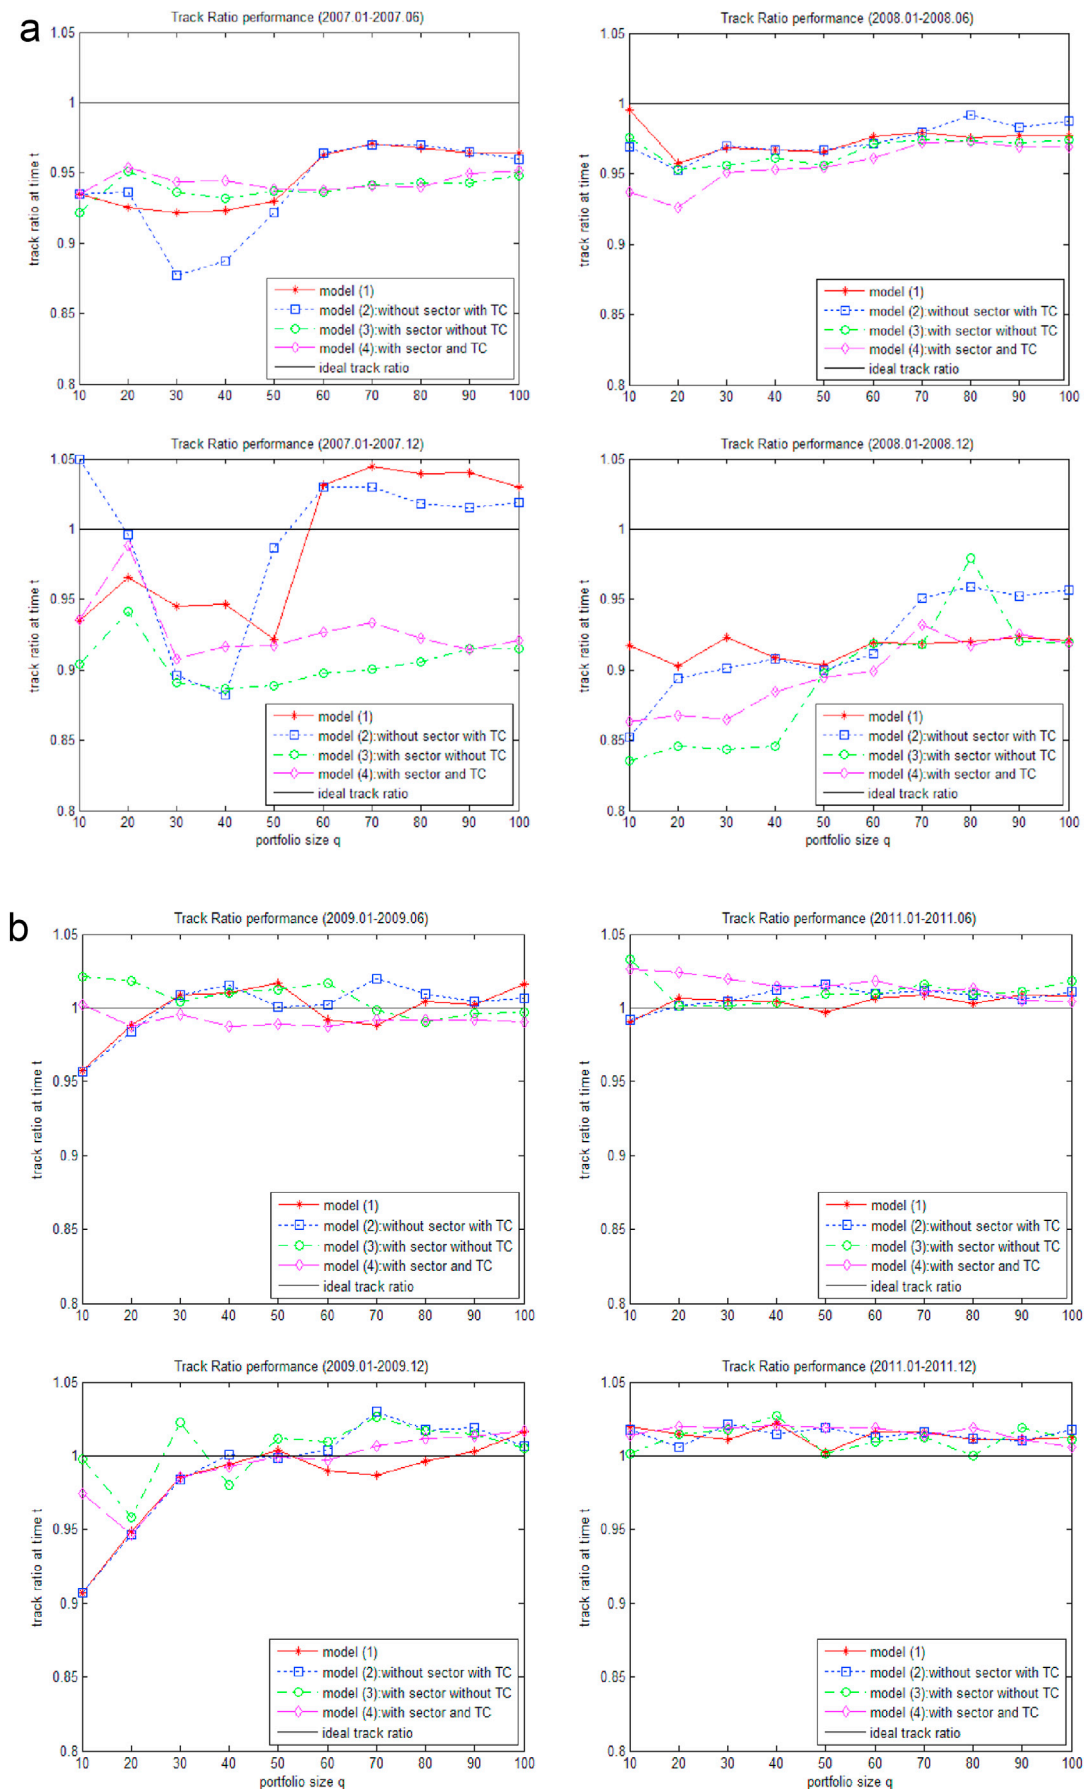 a
Track Ratio performance (2007.01-2007.06)
1.05
1
0.95
0.9
0.85
0.8
track ratio at time t
model (1)
model (2):without sector with TC
model (3):with sector without TC
model (4):with sector and TC
ideal track ratio
10 20 30 40 50 60 70 80 90 100
Track Ratio performance (2008.01-2008.06)
1.05
1
0.95
0.9
0.85
0.8
track ratio at time t
model (1)
model (2):without sector with TC
model (3):with sector without TC
model (4):with sector and TC
ideal track ratio
10 20 30 40 50 60 70 80 90 100
Track Ratio performance (2007.01-2007.12)
1.05
1
0.95
0.9
0.85
0.8
track ratio at time t
model (1)
model (2):without sector with TC
model (3):with sector without TC
model (4):with sector and TC
ideal track ratio
10 20 30 40 50 60 70 80 90 100
portfolio size q
Track Ratio performance (2008.01-2008.12)
1.05
1
0.95
0.9
0.85
0.8
track ratio at time t
model (1)
model (2):without sector with TC
model (3):with sector without TC
model (4):with sector and TC
ideal track ratio
10 20 30 40 50 60 70 80 90 100
portfolio size q
b
Track Ratio performance (2009.01-2009.06)
1.05
1
0.95
0.9
0.85
0.8
track ratio at time t
model (1)
model (2):without sector with TC
model (3):with sector without TC
model (4):with sector and TC
ideal track ratio
10 20 30 40 50 60 70 80 90 100
Track Ratio performance (2011.01-2011.06)
1.05
1
0.95
0.9
0.85
0.8
track ratio at time t
model (1)
model (2):without sector with TC
model (3):with sector without TC
model (4):with sector and TC
ideal track ratio
10 20 30 40 50 60 70 80 90 100
Track Ratio performance (2009.01-2009.12)
1.05
1
0.95
0.9
0.85
0.8
track ratio at time t
model (1)
model (2):without sector with TC
model (3):with sector without TC
model (4):with sector and TC
ideal track ratio
10 20 30 40 50 60 70 80 90 100
portfolio size q
Track Ratio performance (2011.01-2011.12)
1.05
1
0.95
0.9
0.85
0.8
track ratio at time t
model (1)
model (2):without sector with TC
model (3):with sector without TC
model (4):with sector and TC
ideal track ratio
10 20 30 40 50 60 70 80 90 100
portfolio size q